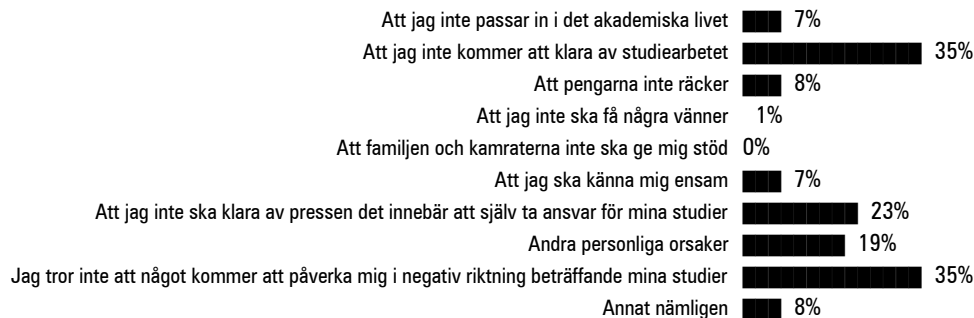 Att jag inte passar in i det akademiska livet 7%
Att jag inte kommer att klara av studiearbetet 35%
Att pengarna inte räcker 8%
Att jag inte ska få några vänner 1%
Att familjen och kamraterna inte ska ge mig stöd 0%
Att jag ska känna mig ensam 7%
Att jag inte ska klara av pressen det innebär att själv ta ansvar för mina studier 23%
Andra personliga orsaker 19%
Jag tror inte att något kommer att påverka mig i negativ riktning beträffande mina studier 35%
Annat nämligen 8%